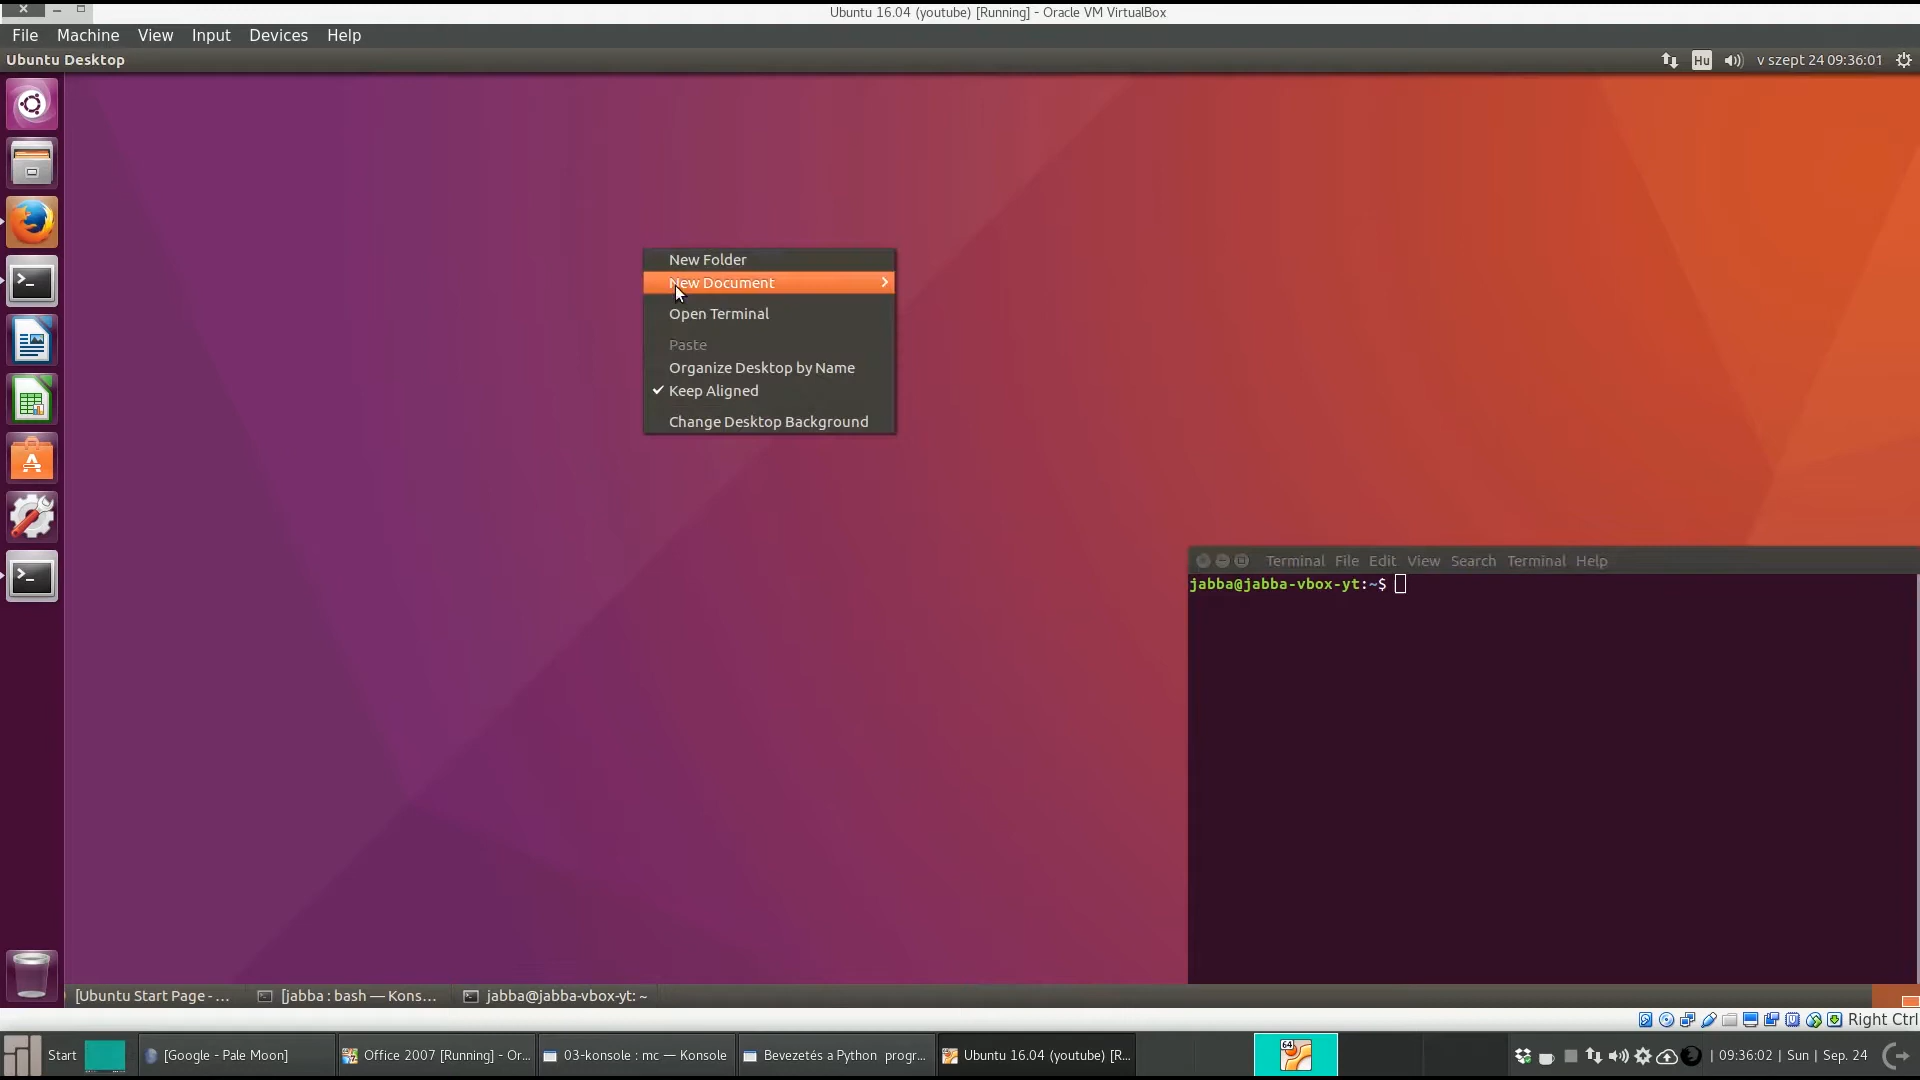 Ubuntu 16.04 (youtube) [Running] - Oracle VM VirtualBox
File Machine View Input Devices Help
Ubuntu Desktop
Hu
v szept 24 09:36:01
New Folder
New Document
Open Terminal
Paste
Organize Desktop by Name
Keep Aligned
Change Desktop Background
Terminal File Edit View Search Terminal Help
jabba@jabba-vbox-yt:~$
[Ubuntu Start Page - ...
[jabba : bash — Kons...
jabba@jabba-vbox-yt: ~
Right Ctrl
Start
[Google - Pale Moon]
Office 2007 [Running] - Or...
03-konsole : mc — Konsole
Bevezetés a Python progr...
Ubuntu 16.04 (youtube) [R...
64
| 09:36:02 | Sun | Sep. 24